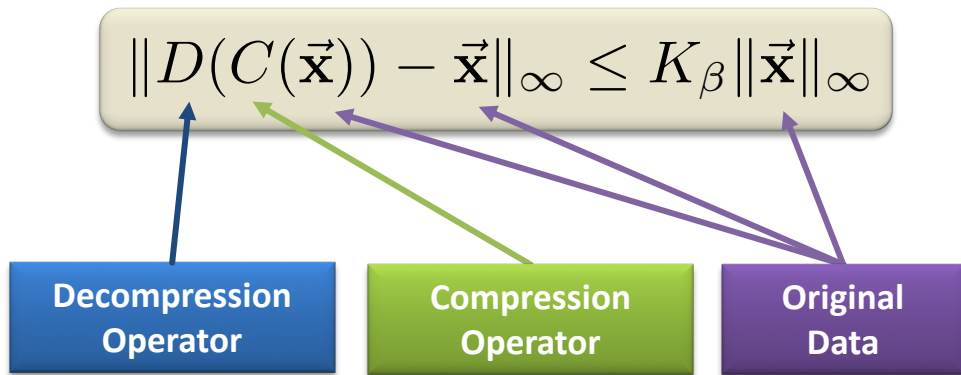 ‖D(C(x⃗)) − x⃗‖∞ ≤ Kβ‖x⃗‖∞
Decompression
Operator
Compression
Operator
Original
Data